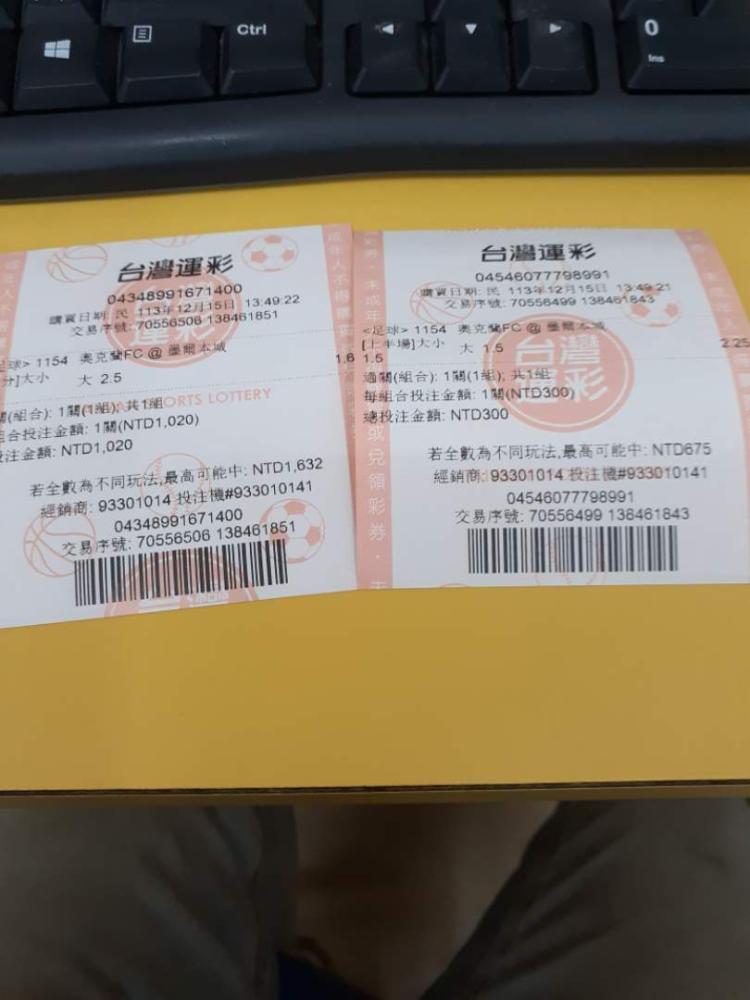 Ctrl
0
Ins
台灣運彩
04348991671400
購買日期: 民 113年12月15日 13:49:22
交易序號: 70556506 138461851
足球> 1154 奧克蘭FC @ 墨爾本城
分]大小 大 2.5 1.6
(組合): 1關(1組); 共1組
組合投注金額: 1關(NTD1,020)
投注金額: NTD1,020
SPORTS LOTTERY
若全數為不同玩法,最高可能中: NTD1,632
經銷商: 93301014 投注機#933010141
04348991671400
交易序號: 70556506 138461851
台灣運彩
04546077798991
購買日期: 民 113年12月15日 13:49:21
交易序號: 70556499 138461843
<足球> 1154 奧克蘭FC @ 墨爾本城
[上半場]大小 大 1.5 2.25
1.5
過關(組合): 1關(1組); 共1組
每組合投注金額: 1關(NTD300)
總投注金額: NTD300
台灣運彩
若全數為不同玩法,最高可能中: NTD675
經銷商: 93301014 投注機#933010141
04546077798991
交易序號: 70556499 138461843
或兌領彩券